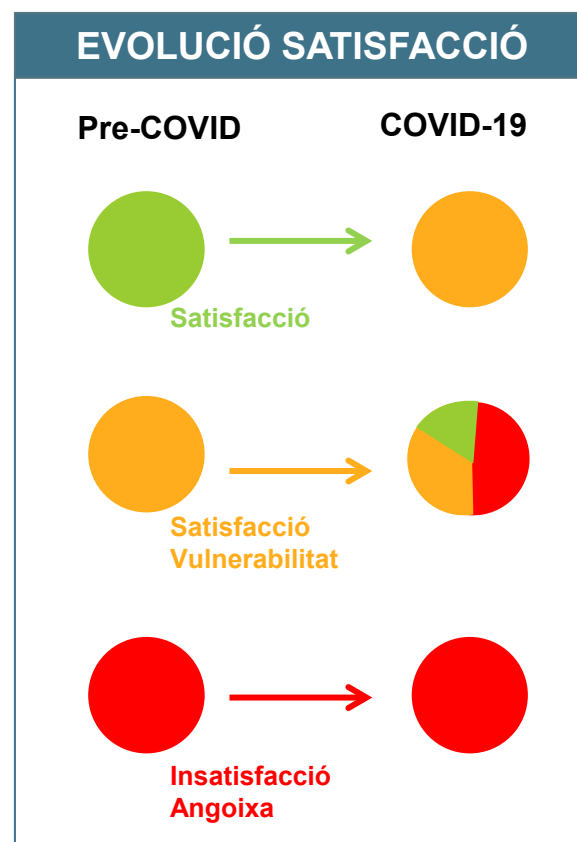 EVOLUCIÓ SATISFACCIÓ
Pre-COVID
COVID-19
Satisfacció
Satisfacció
Vulnerabilitat
Insatisfacció
Angoixa